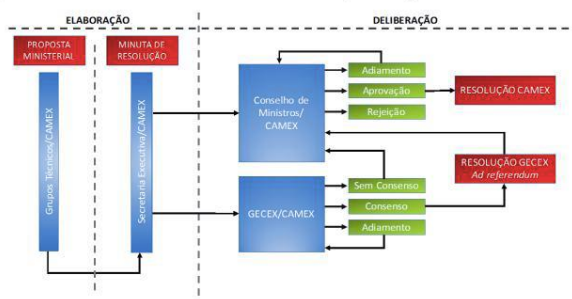 ELABORAÇÃO
DELIBERAÇÃO
PROPOSTA
MINISTERIAL
MINUTA DE
RESOLUÇÃO
Grupos Técnicos/CAMEX
Secretaria Executiva/CAMEX
Conselho de
Ministros/
CAMEX
Adiamento
Aprovação
Rejeição
RESOLUÇÃO CAMEX
GECEX/CAMEX
Sem Consenso
Consenso
Adiamento
RESOLUÇÃO GECEX
Ad referendum